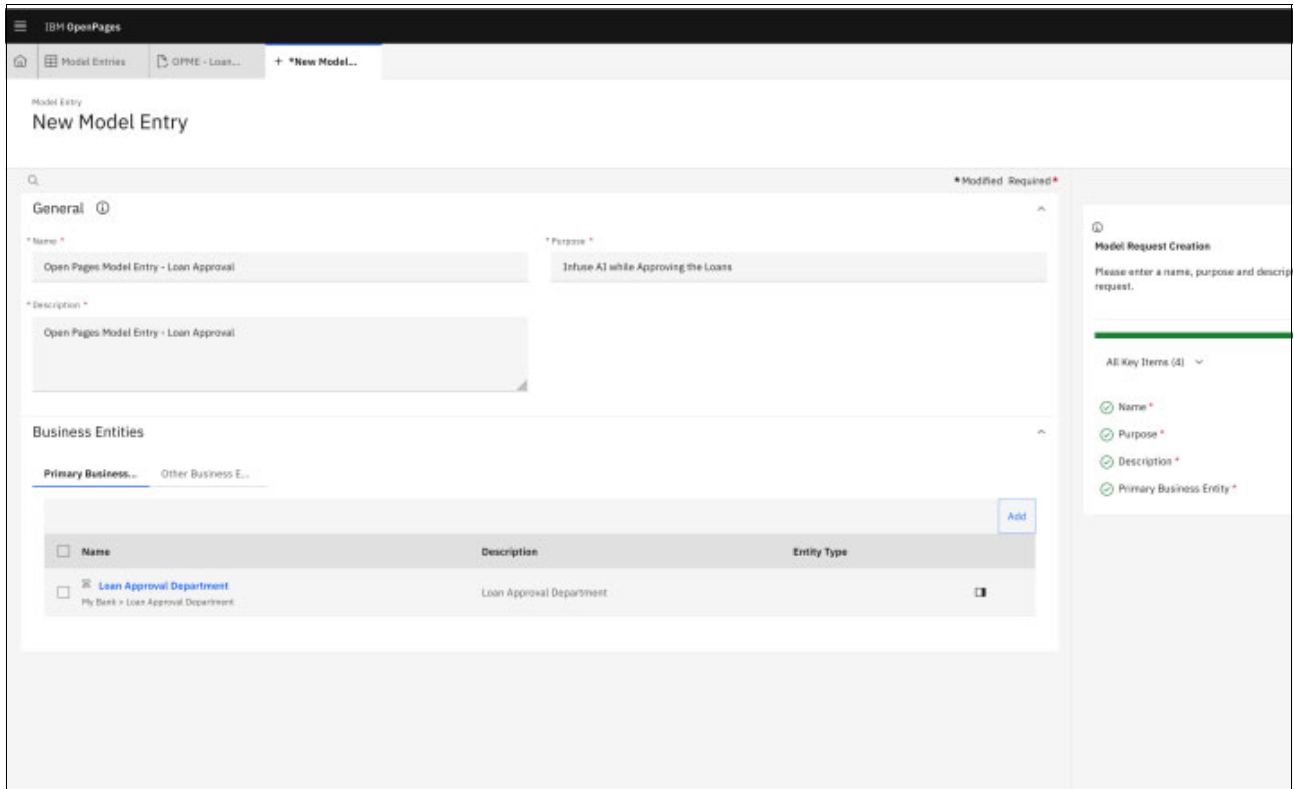 IBM OpenPages
Model Entries
OPME - Loan...
+ *New Model...
Model Entry
New Model Entry
*Modified Required*
General
* Name *
* Purpose *
Open Pages Model Entry - Loan Approval
Infuse AI while Approving the Loans
* Description *
Open Pages Model Entry - Loan Approval
Business Entities
Primary Business...
Other Business E...
Add
Name
Description
Entity Type
Loan Approval Department
My Bank > Loan Approval Department
Loan Approval Department
Model Request Creation
Please enter a name, purpose and descrip
request.
All Key Items (4)
Name *
Purpose *
Description *
Primary Business Entity *